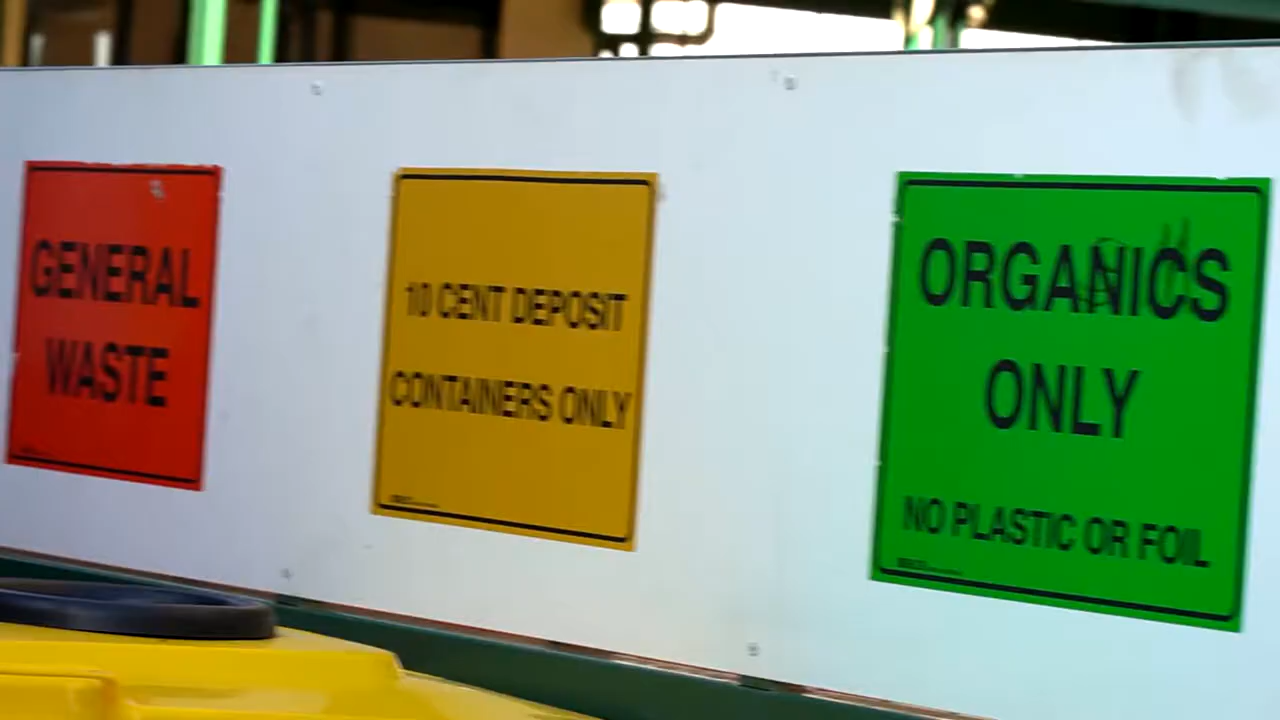 GENERAL
WASTE
10 CENT DEPOSIT
CONTAINERS ONLY
ORGANICS
ONLY
NO PLASTIC OR FOIL